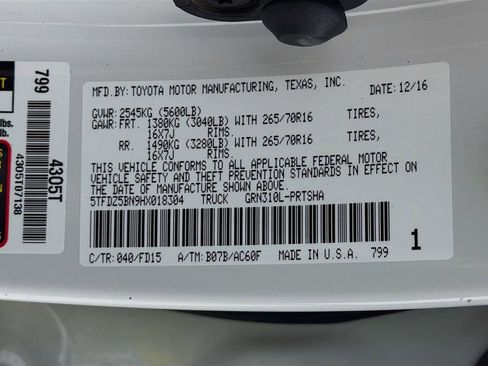 MFD.BY: TOYOTA MOTOR MANUFACTURING, TEXAS, INC. DATE: 12/16
GVWR: 2545KG (5600LB)
GAWR: FRT. 1380KG (3040LB) WITH 265/70R16 TIRES,
16X7J RIMS.
RR. 1490KG (3280LB) WITH 265/70R16 TIRES,
16X7J RIMS.
THIS VEHICLE CONFORMS TO ALL APPLICABLE FEDERAL MOTOR
VEHICLE SAFETY AND THEFT PREVENTION STANDARDS IN EFFECT ON
THE DATE OF MANUFACTURE SHOWN ABOVE.
5TFDZ5BN9HX018304 TRUCK GRN310L-PRTSHA
1
C/TR: 040/FD15 A/TM: B07B/AC60F MADE IN U.S.A. 799
799
4305T
4305T107138
lbs.
lb.